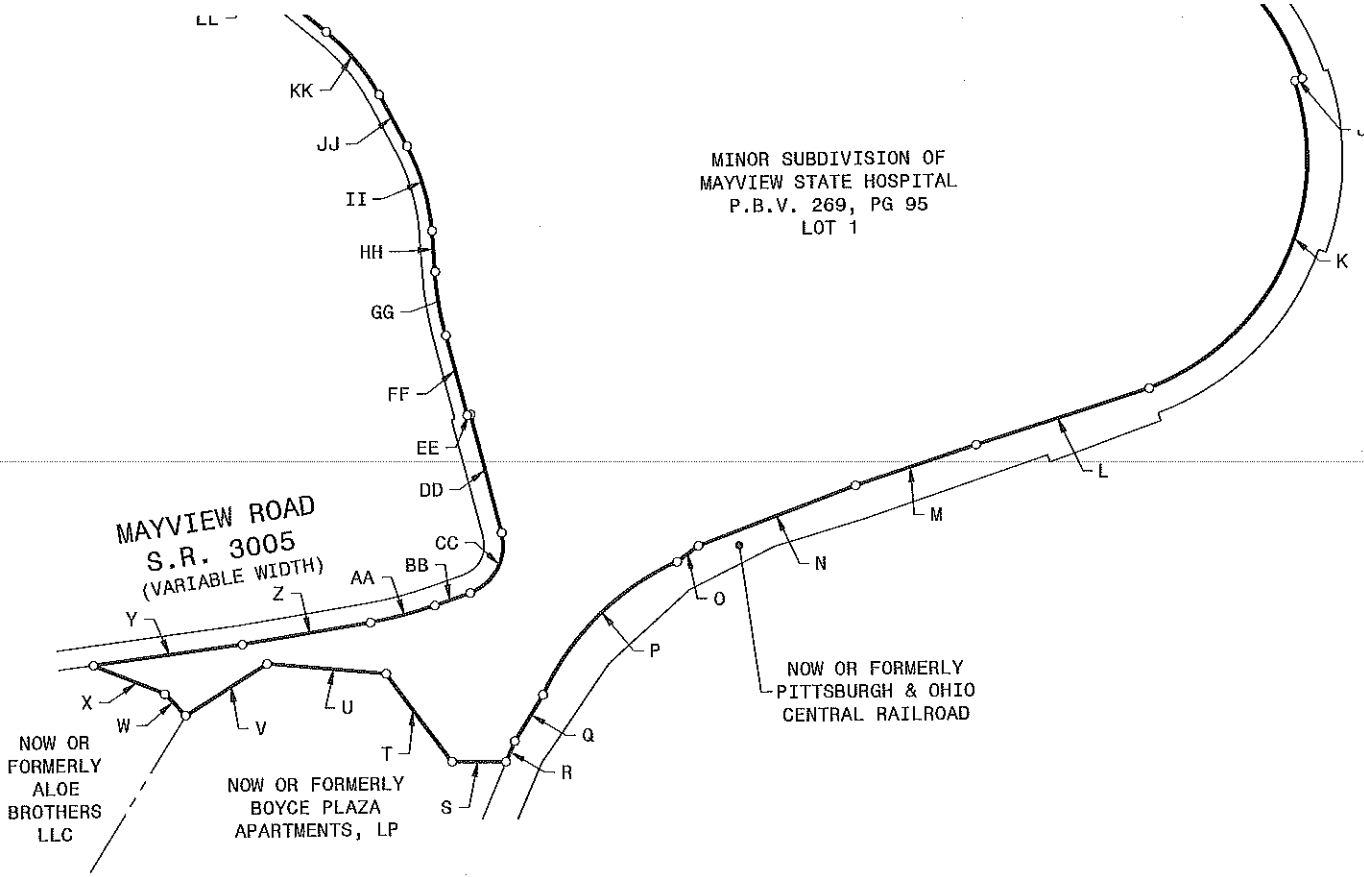 LL
KK
JJ
MINOR SUBDIVISION OF
MAYVIEW STATE HOSPITAL
P.B.V. 269, PG 95
LOT 1
II
HH
K
GG
FF
EE
L
DD
MAYVIEW ROAD
S.R. 3005
(VARIABLE WIDTH)
M
CC
BB
AA
Z
N
Y
O
P
NOW OR FORMERLY
PITTSBURGH & OHIO
CENTRAL RAILROAD
X
W
V
U
T
Q
R
S
NOW OR
FORMERLY
ALOE
BROTHERS
LLC
NOW OR FORMERLY
BOYCE PLAZA
APARTMENTS, LP